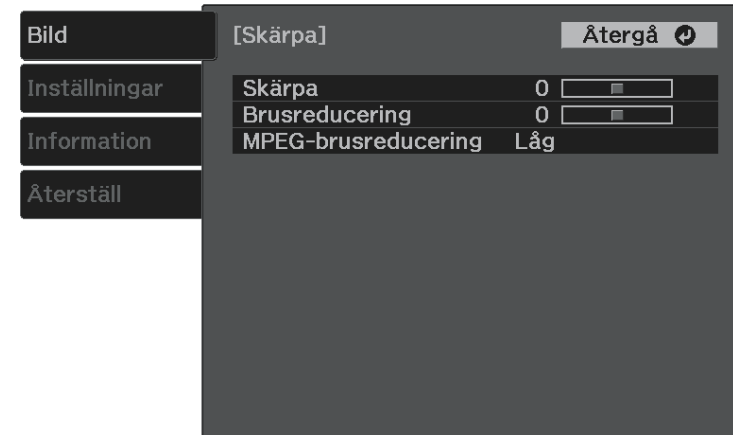 Bild
Inställningar
Information
Återställ
[Skärpa] Återgå
Skärpa 0
Brusreducering 0
MPEG-brusreducering Låg